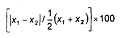 [|x₁ − x₂| / ½(x₁ + x₂)] × 100